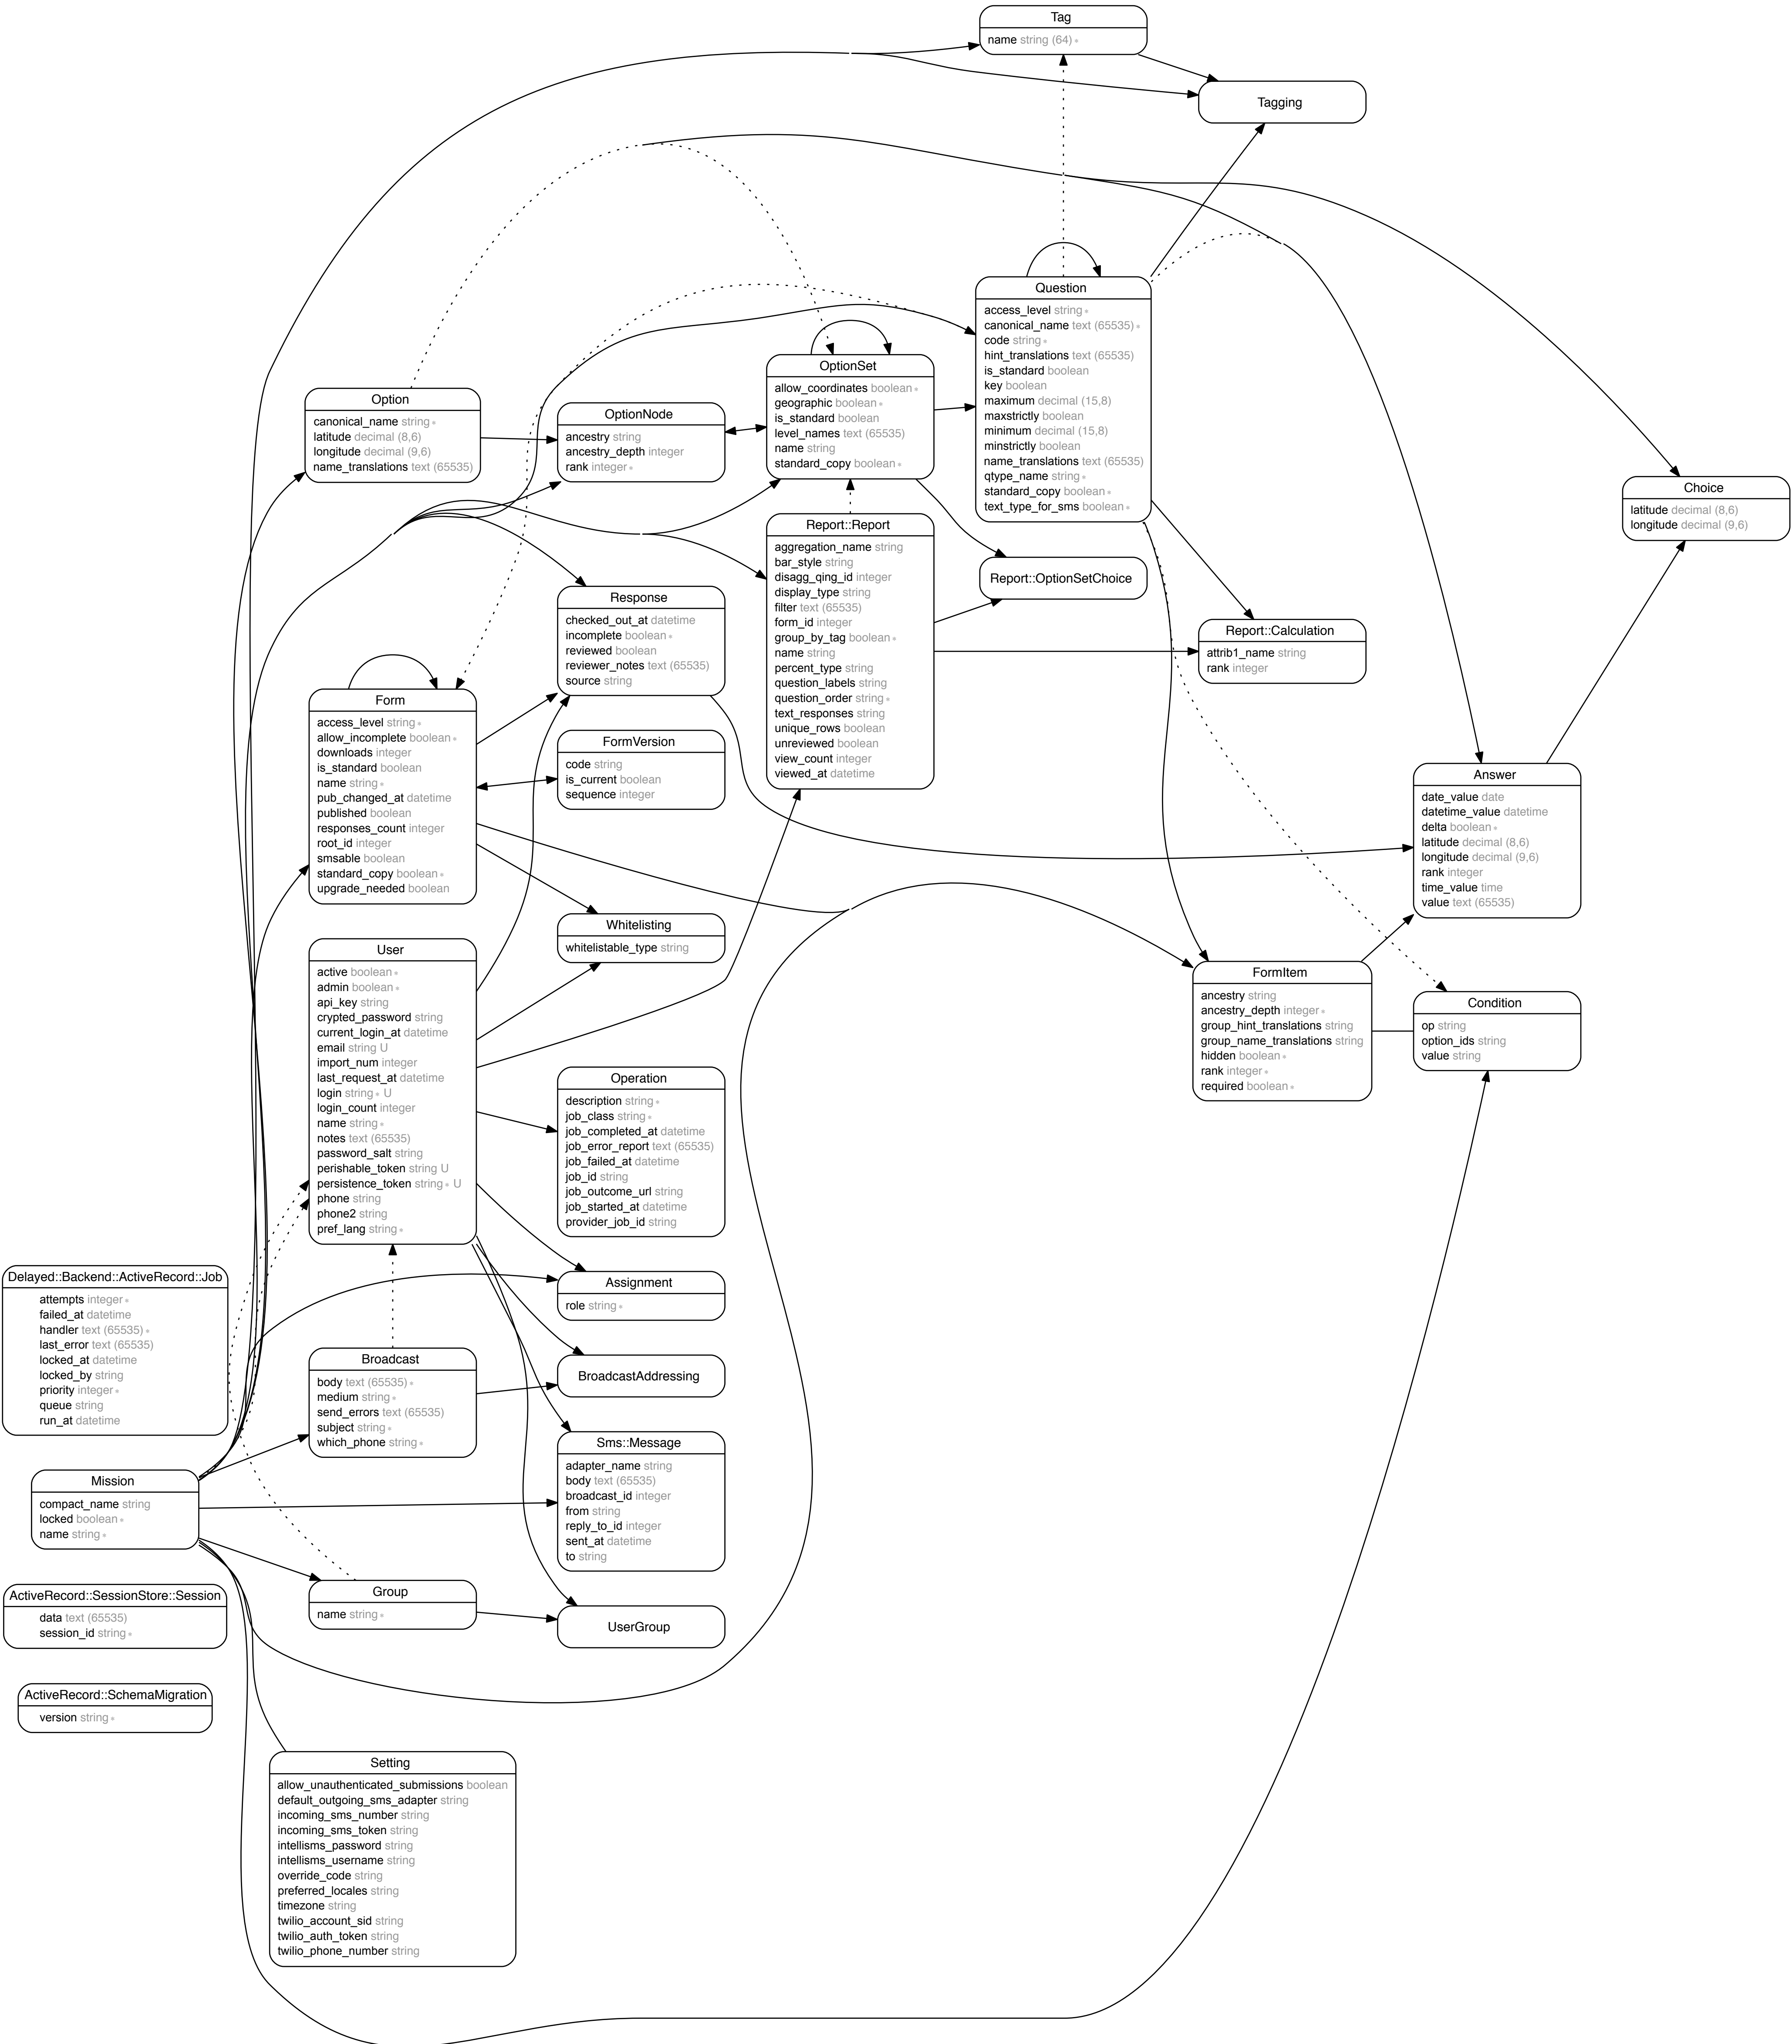 Tag
name string (64) ∗
Tagging
Question
access_level string ∗
canonical_name text (65535) ∗
code string ∗
hint_translations text (65535)
is_standard boolean
key boolean
maximum decimal (15,8)
maxstrictly boolean
minimum decimal (15,8)
minstrictly boolean
name_translations text (65535)
qtype_name string ∗
standard_copy boolean ∗
text_type_for_sms boolean ∗
OptionSet
allow_coordinates boolean ∗
geographic boolean ∗
is_standard boolean
level_names text (65535)
name string
standard_copy boolean ∗
Option
canonical_name string ∗
latitude decimal (8,6)
longitude decimal (9,6)
name_translations text (65535)
OptionNode
ancestry string
ancestry_depth integer
rank integer ∗
Choice
latitude decimal (8,6)
longitude decimal (9,6)
Report::Report
aggregation_name string
bar_style string
disagg_qing_id integer
display_type string
filter text (65535)
form_id integer
group_by_tag boolean ∗
name string
percent_type string
question_labels string
question_order string ∗
text_responses string
unique_rows boolean
unreviewed boolean
view_count integer
viewed_at datetime
Report::OptionSetChoice
Response
checked_out_at datetime
incomplete boolean ∗
reviewed boolean
reviewer_notes text (65535)
source string
Report::Calculation
attrib1_name string
rank integer
Form
access_level string ∗
allow_incomplete boolean ∗
downloads integer
is_standard boolean
name string ∗
pub_changed_at datetime
published boolean
responses_count integer
root_id integer
smsable boolean
standard_copy boolean ∗
upgrade_needed boolean
FormVersion
code string
is_current boolean
sequence integer
Answer
date_value date
datetime_value datetime
delta boolean ∗
latitude decimal (8,6)
longitude decimal (9,6)
rank integer
time_value time
value text (65535)
Whitelisting
whitelistable_type string
User
active boolean ∗
admin boolean ∗
api_key string
crypted_password string
current_login_at datetime
email string U
import_num integer
last_request_at datetime
login string ∗ U
login_count integer
name string ∗
notes text (65535)
password_salt string
perishable_token string U
persistence_token string ∗ U
phone string
phone2 string
pref_lang string ∗
FormItem
ancestry string
ancestry_depth integer ∗
group_hint_translations string
group_name_translations string
hidden boolean ∗
rank integer ∗
required boolean ∗
Condition
op string
option_ids string
value string
Operation
description string ∗
job_class string ∗
job_completed_at datetime
job_error_report text (65535)
job_failed_at datetime
job_id string
job_outcome_url string
job_started_at datetime
provider_job_id string
Delayed::Backend::ActiveRecord::Job
attempts integer ∗
failed_at datetime
handler text (65535) ∗
last_error text (65535)
locked_at datetime
locked_by string
priority integer ∗
queue string
run_at datetime
Assignment
role string ∗
Broadcast
body text (65535) ∗
medium string ∗
send_errors text (65535)
subject string ∗
which_phone string ∗
BroadcastAddressing
Sms::Message
adapter_name string
body text (65535)
broadcast_id integer
from string
reply_to_id integer
sent_at datetime
to string
Mission
compact_name string
locked boolean ∗
name string ∗
ActiveRecord::SessionStore::Session
data text (65535)
session_id string ∗
Group
name string ∗
UserGroup
ActiveRecord::SchemaMigration
version string ∗
Setting
allow_unauthenticated_submissions boolean
default_outgoing_sms_adapter string
incoming_sms_number string
incoming_sms_token string
intellisms_password string
intellisms_username string
override_code string
preferred_locales string
timezone string
twilio_account_sid string
twilio_auth_token string
twilio_phone_number string